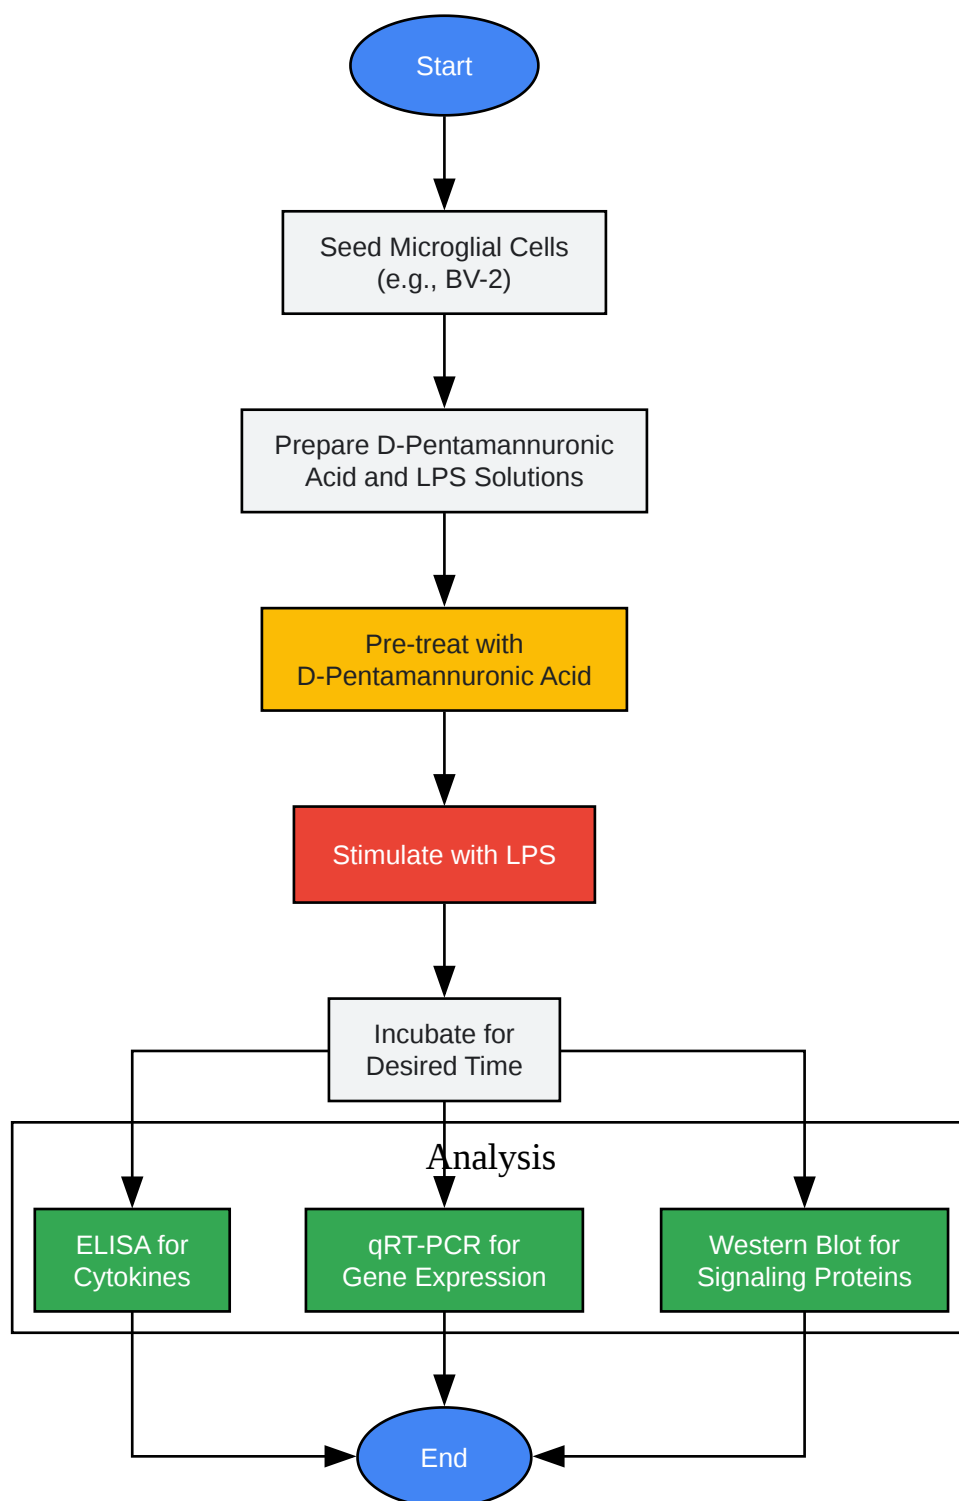 Start
Seed Microglial Cells
(e.g., BV-2)
Prepare D-Pentamannuronic
Acid and LPS Solutions
Pre-treat with
D-Pentamannuronic Acid
Stimulate with LPS
Incubate for
Desired Time
Analysis
ELISA for
Cytokines
qRT-PCR for
Gene Expression
Western Blot for
Signaling Proteins
End